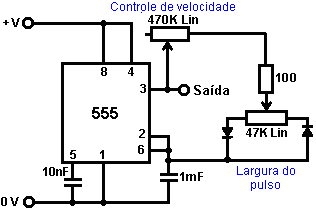 Controle de velocidade
470K Lin
+V
8
4
3
Saída
100
555
2
6
47K Lin
5
1
10nF
1mF
Largura do
pulso
0 V